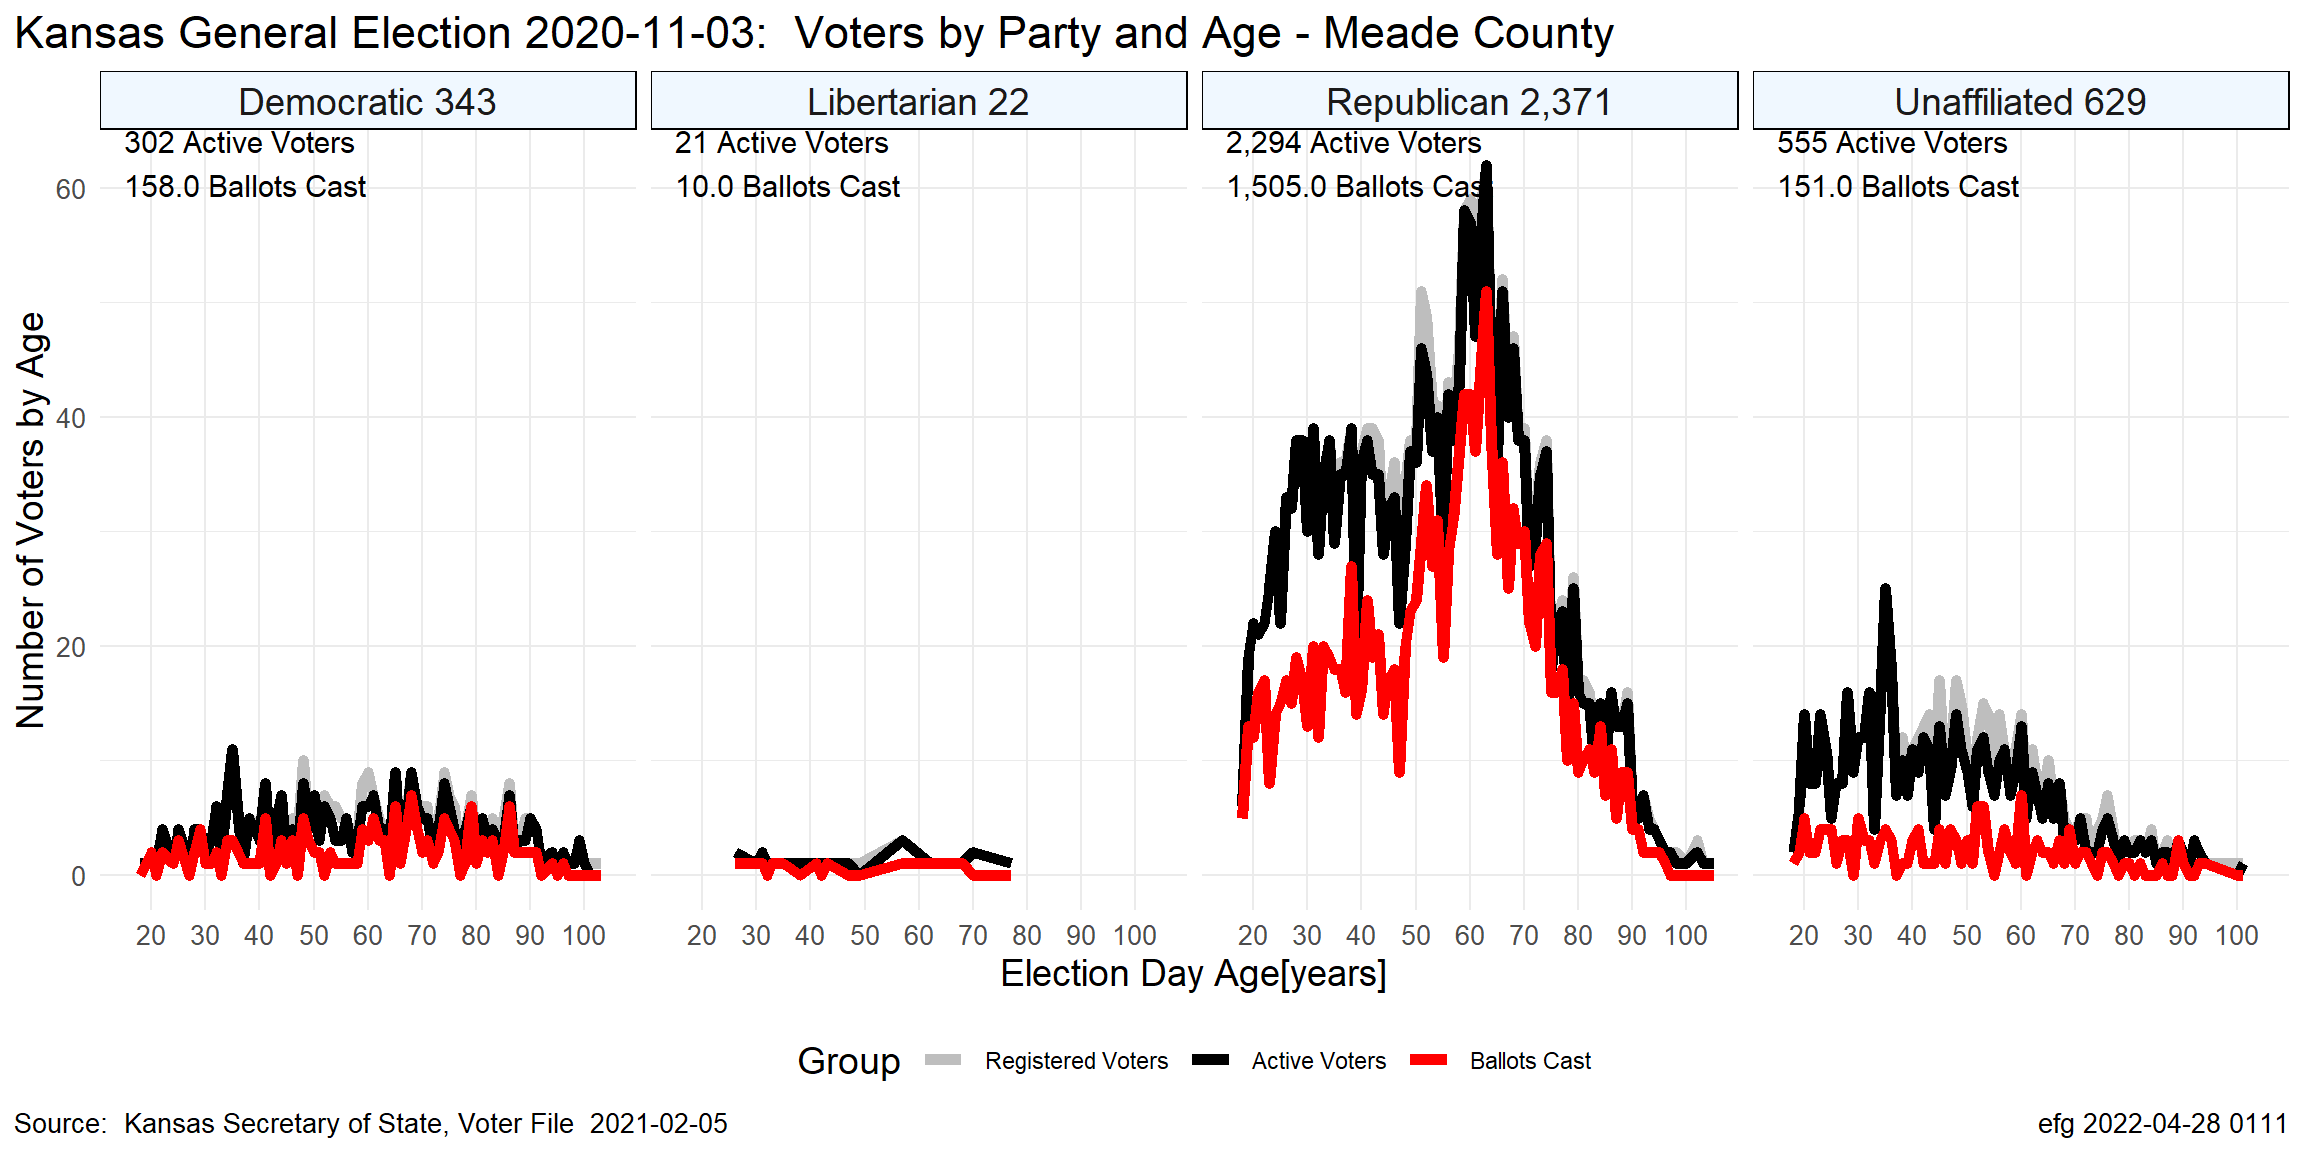 Kansas General Election 2020-11-03:  Voters by Party and Age - Meade County
Democratic 343
Libertarian 22
Republican 2,371
Unaffiliated 629
302 Active Voters
158.0 Ballots Cast
21 Active Voters
10.0 Ballots Cast
2,294 Active Voters
1,505.0 Ballots Cast
555 Active Voters
151.0 Ballots Cast
Number of Voters by Age
60
40
20
0
20 30 40 50 60 70 80 90 100
20 30 40 50 60 70 80 90 100
20 30 40 50 60 70 80 90 100
20 30 40 50 60 70 80 90 100
Election Day Age[years]
Group Registered Voters Active Voters Ballots Cast
Source:  Kansas Secretary of State, Voter File  2021-02-05
efg 2022-04-28 0111